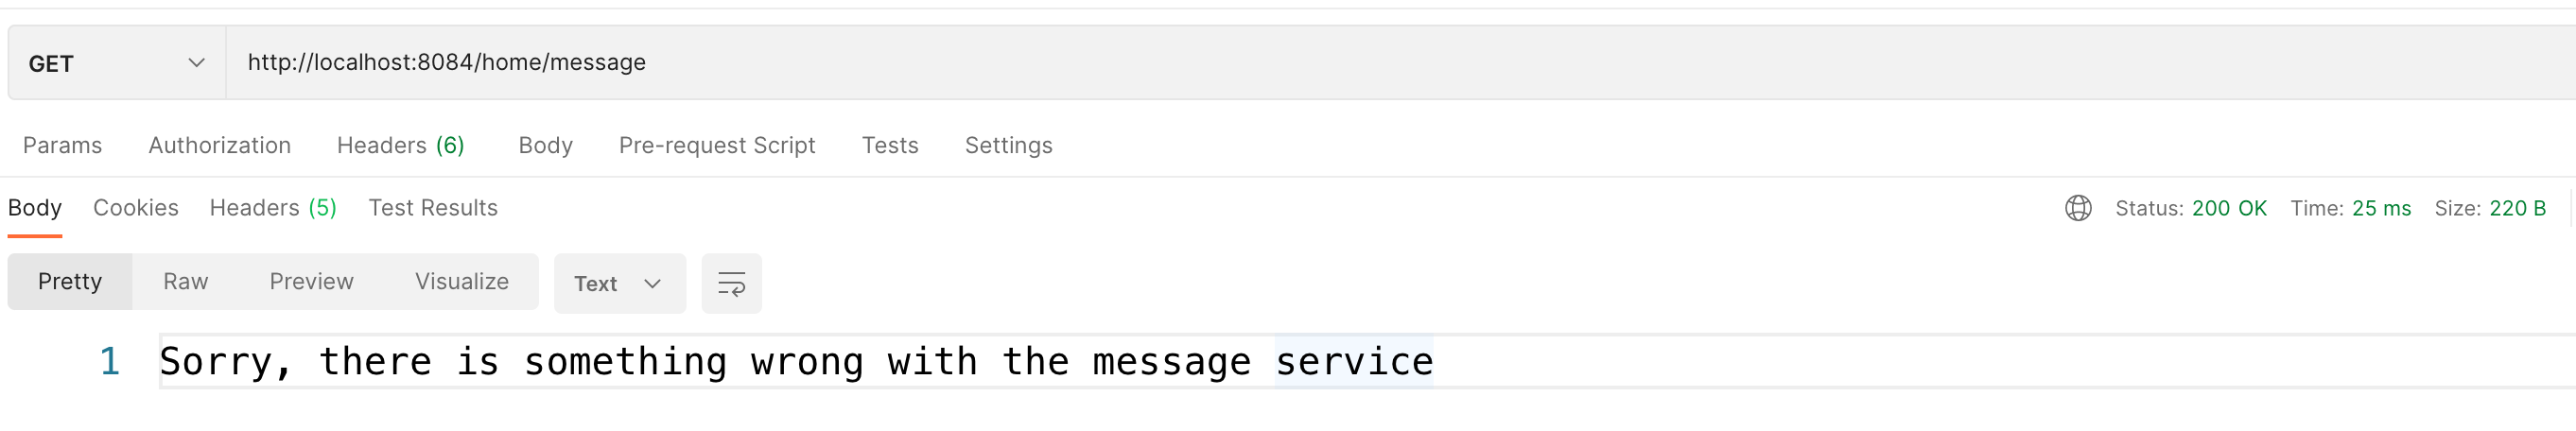 GET http://localhost:8084/home/message
Params Authorization Headers (6) Body Pre-request Script Tests Settings
Body Cookies Headers (5) Test Results Status: 200 OK Time: 25 ms Size: 220 B
Pretty Raw Preview Visualize Text
1 Sorry, there is something wrong with the message service